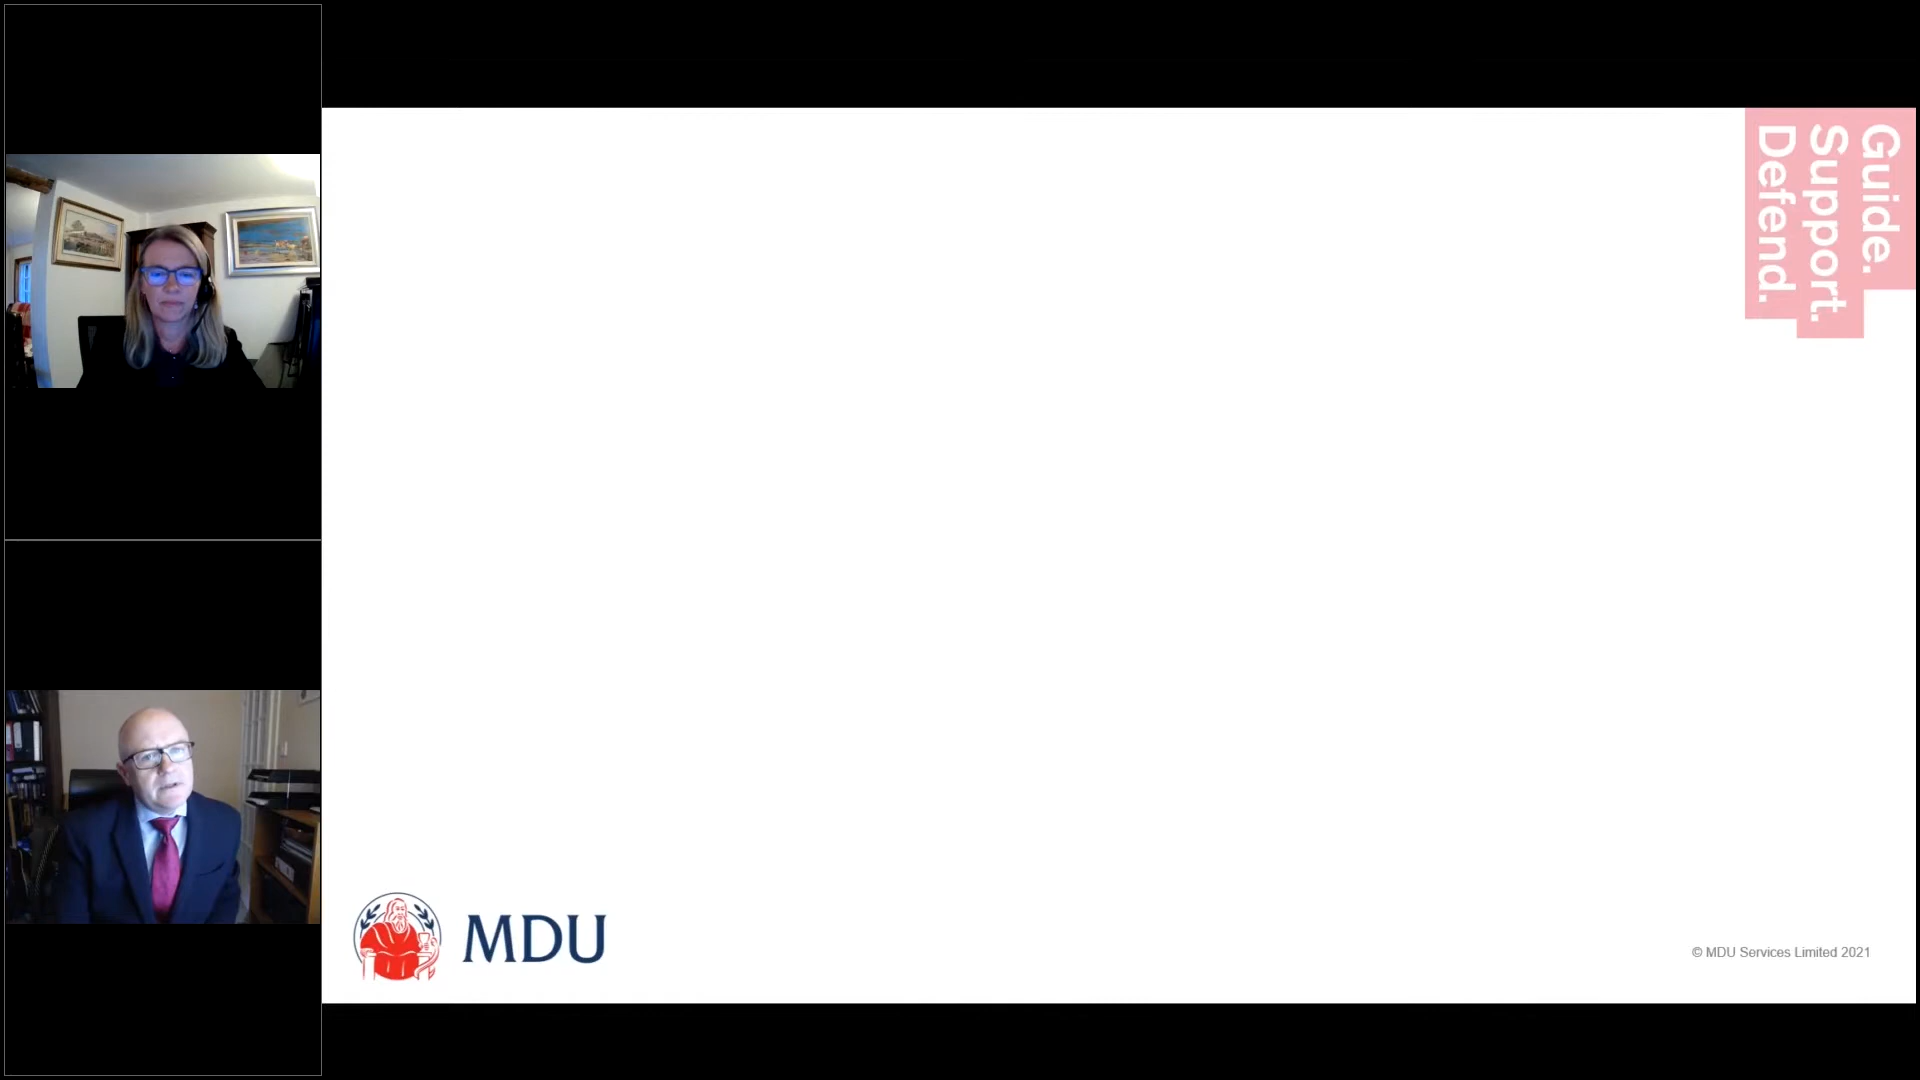 Guide.
Support.
Defend.
MDU
© MDU Services Limited 2021